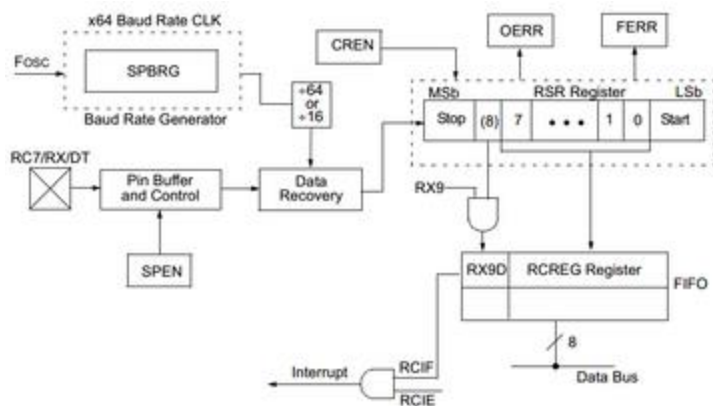 x64 Baud Rate CLK
OERR
FERR
CREN
Fosc
SPBRG
÷64
or
÷16
MSb
RSR Register
LSb
Stop
(8)
7
• • •
1
0
Start
Baud Rate Generator
RC7/RX/DT
Pin Buffer
and Control
Data
Recovery
RX9
SPEN
RX9D
RCREG Register
FIFO
8
Interrupt
RCIF
RCIE
Data Bus